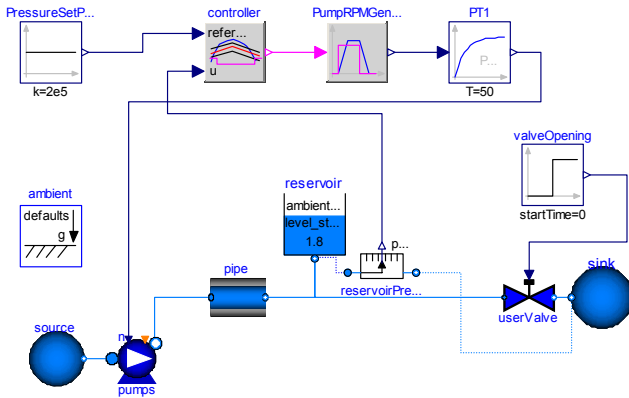 PressureSetP...
controller
PumpRPMGen...
PT1
refer...
u
P...
k=2e5
T=50
valveOpening
startTime=0
ambient
defaults
g
reservoir
ambient...
level_st...
1.8
p...
pipe
reservoirPre...
sink
userValve
source
n
pumps